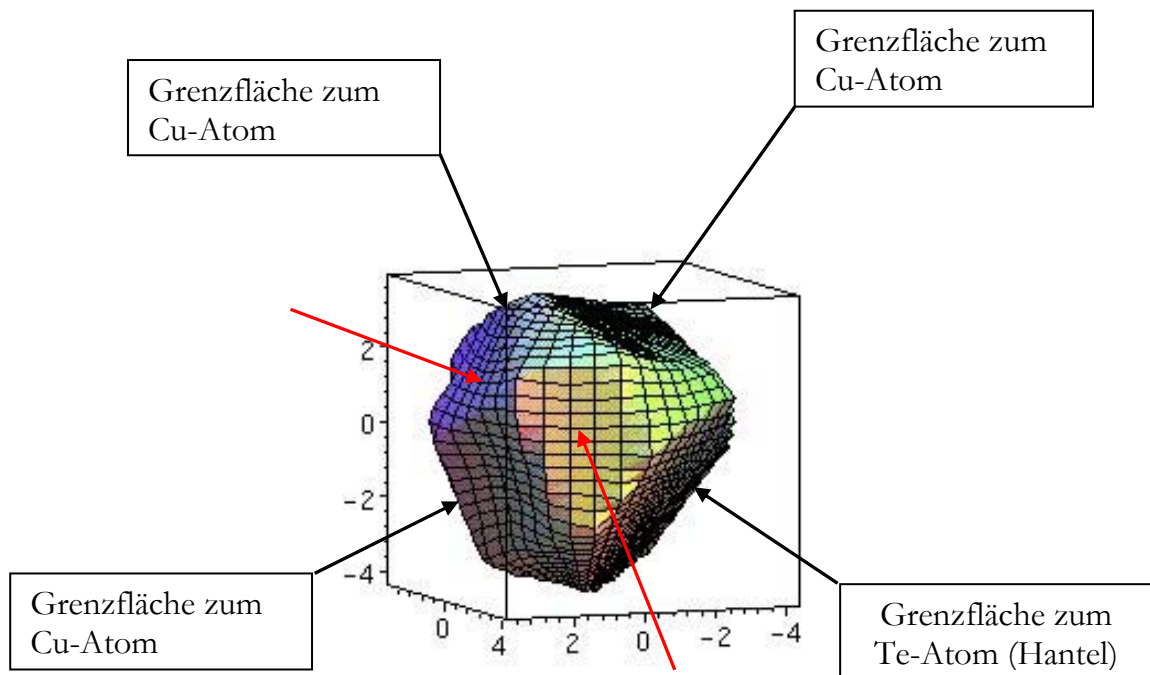 Grenzfläche zum
Cu-Atom
Grenzfläche zum
Cu-Atom
2
0
-2
-4
0
4
2
0
-2
-4
Grenzfläche zum
Cu-Atom
Grenzfläche zum
Te-Atom (Hantel)